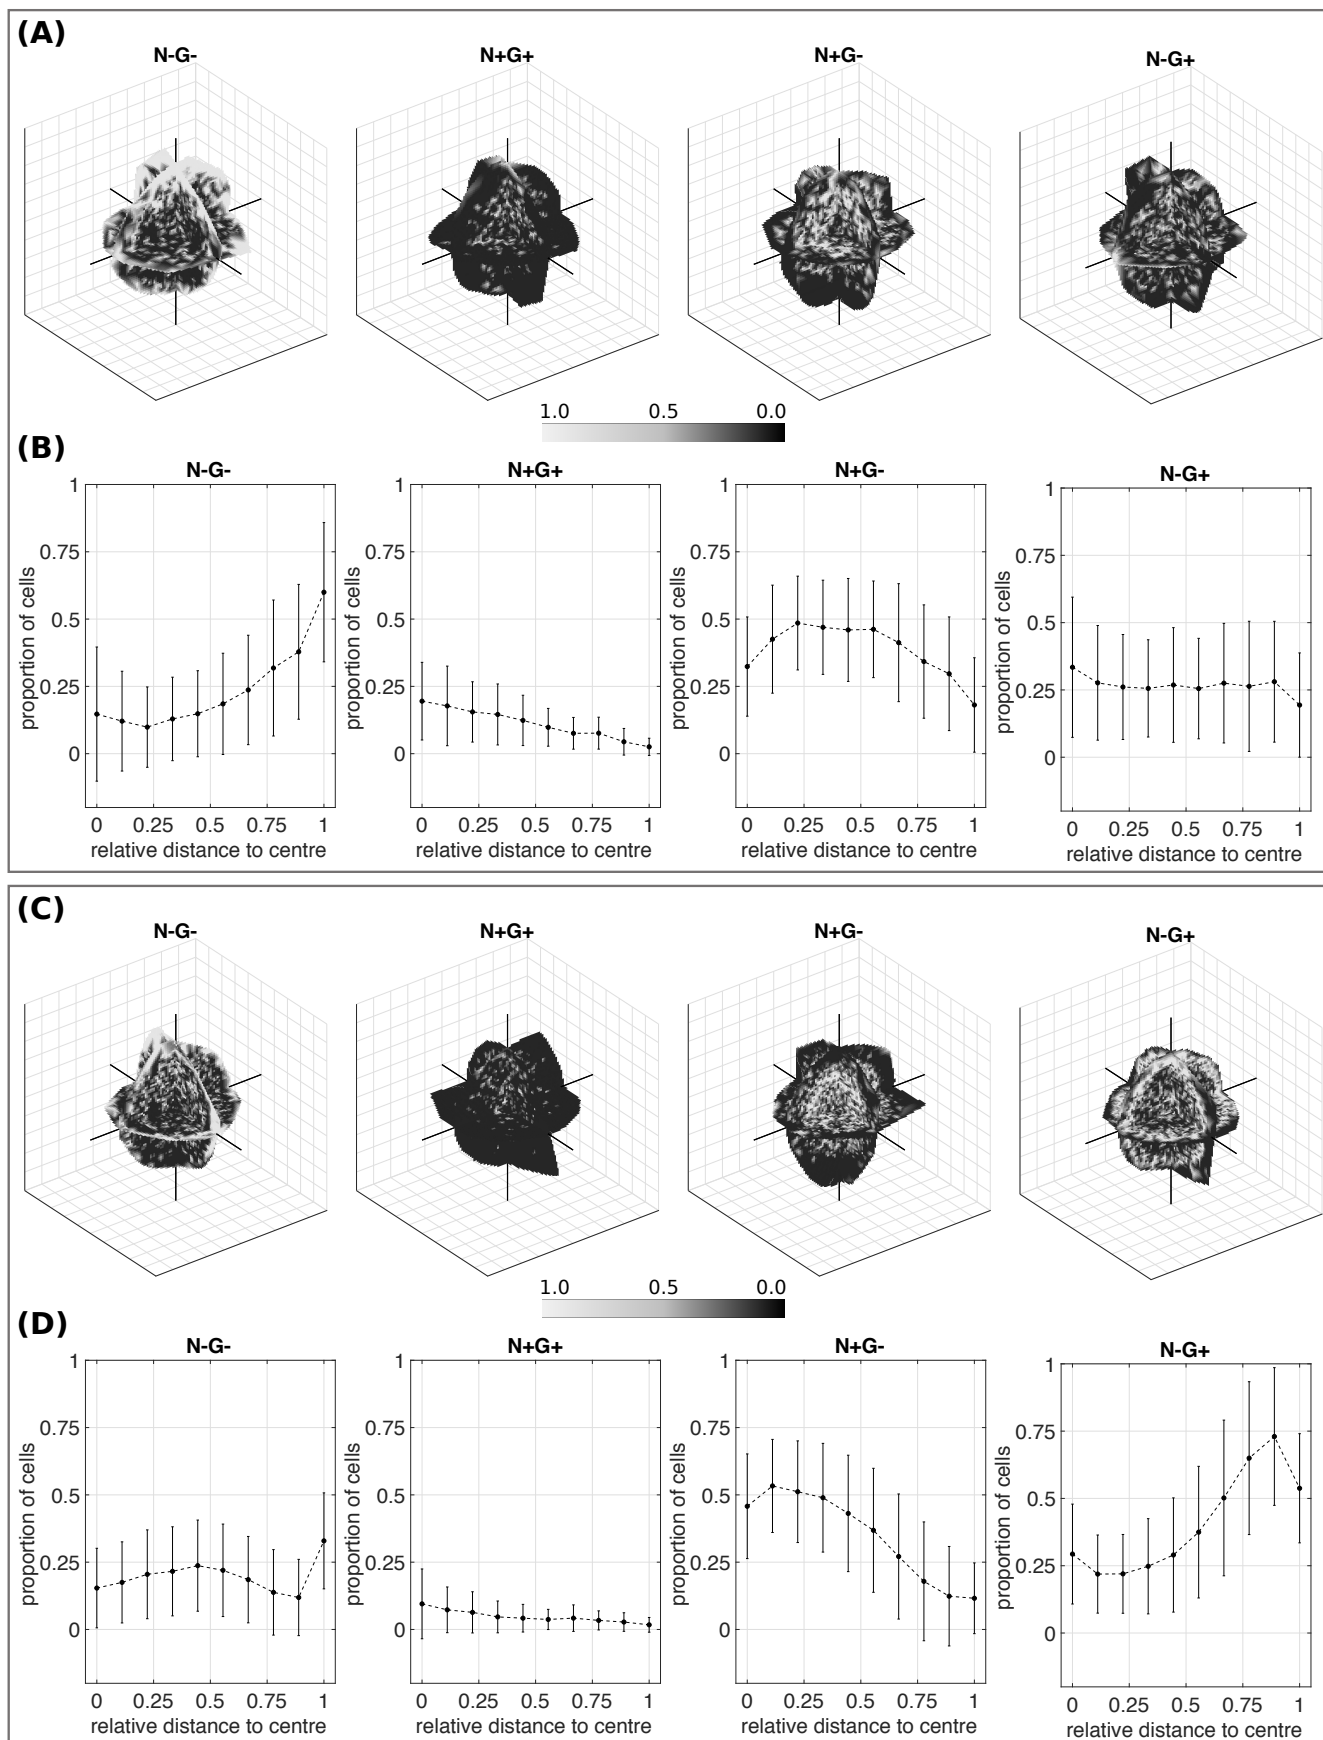 (A)
N-G- N+G+ N+G- N-G+
1.0 0.5 0.0
(B)
N-G- N+G+ N+G- N-G+
1 1 1 1
0.75 0.75 0.75 0.75
0.5 0.5 0.5 0.5
0.25 0.25 0.25 0.25
0 0 0 0
proportion of cells proportion of cells proportion of cells proportion of cells
0 0.25 0.5 0.75 1 0 0.25 0.5 0.75 1 0 0.25 0.5 0.75 1 0 0.25 0.5 0.75 1
relative distance to centre relative distance to centre relative distance to centre relative distance to centre
(C)
N-G- N+G+ N+G- N-G+
1.0 0.5 0.0
(D)
N-G- N+G+ N+G- N-G+
1 1 1 1
0.75 0.75 0.75 0.75
0.5 0.5 0.5 0.5
0.25 0.25 0.25 0.25
0 0 0 0
proportion of cells proportion of cells proportion of cells proportion of cells
0 0.25 0.5 0.75 1 0 0.25 0.5 0.75 1 0 0.25 0.5 0.75 1 0 0.25 0.5 0.75 1
relative distance to centre relative distance to centre relative distance to centre relative distance to centre